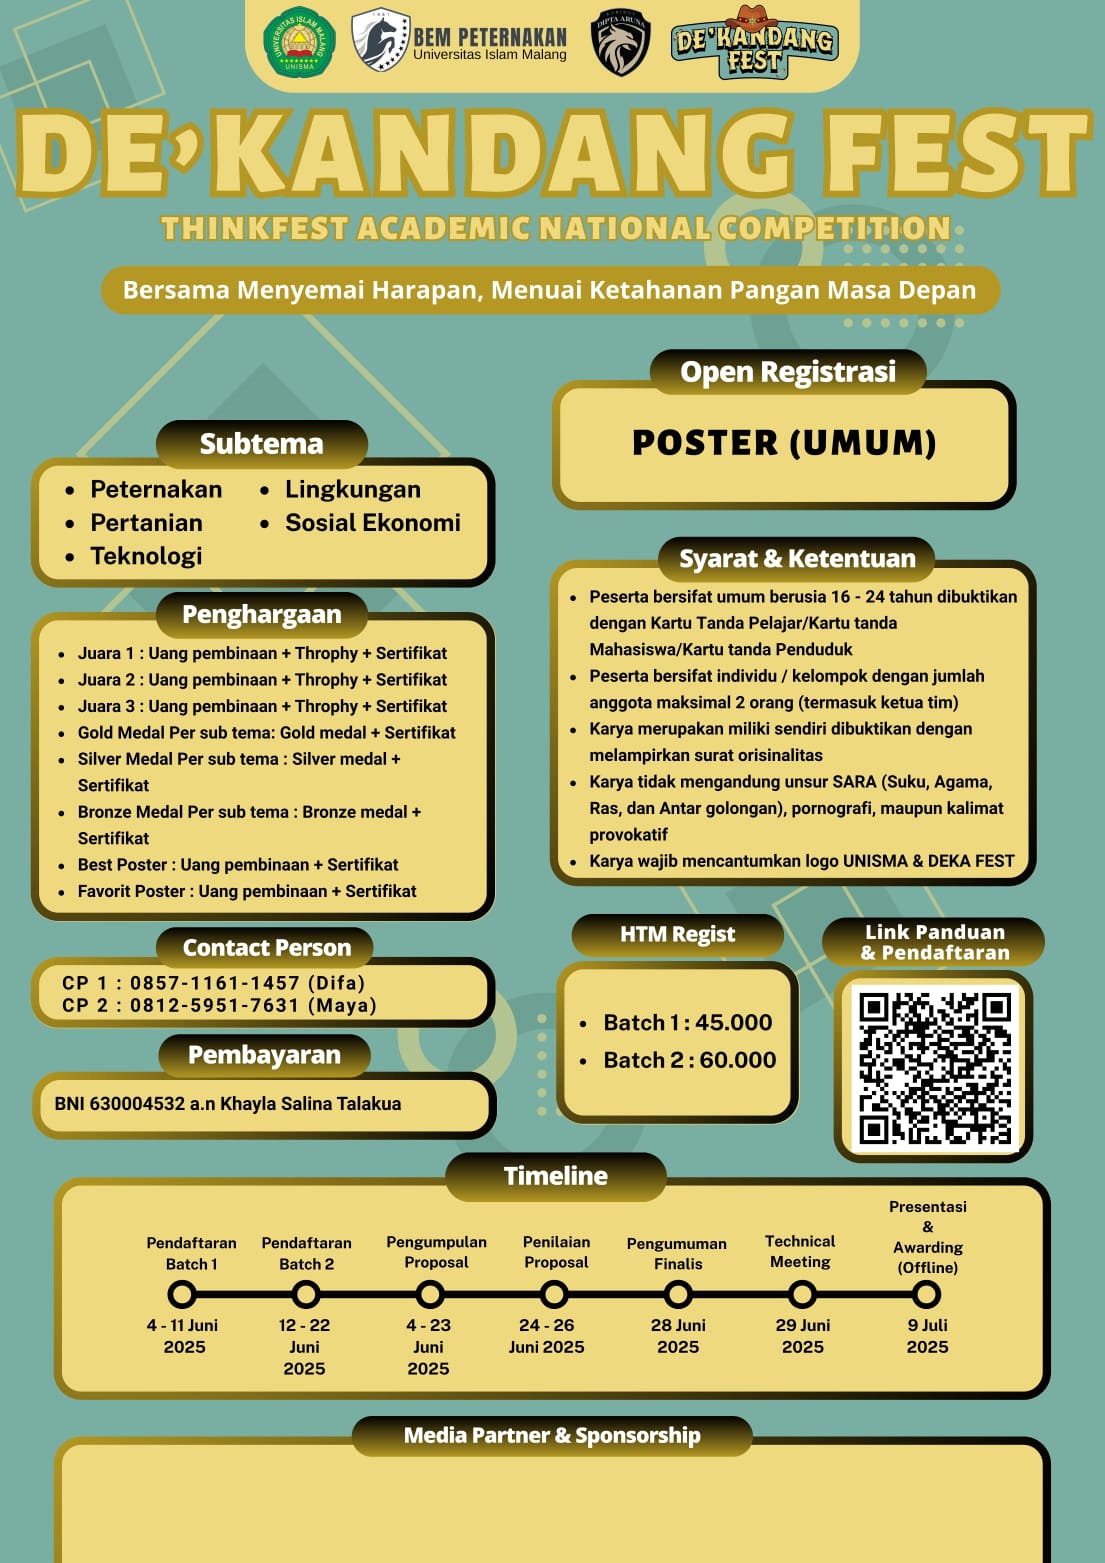 UNIVERSITAS ISLAM MALANG
UNISMA
1981
BEM PETERNAKAN
Universitas Islam Malang
KABINET
DIPTA ARUNA
DE'KANDANG
FEST
DE'KANDANG FEST
THINKFEST ACADEMIC NATIONAL COMPETITION
Bersama Menyemai Harapan, Menuai Ketahanan Pangan Masa Depan
Subtema
• Peternakan
• Pertanian
• Teknologi
• Lingkungan
• Sosial Ekonomi
Penghargaan
• Juara 1 : Uang pembinaan + Throphy + Sertifikat
• Juara 2 : Uang pembinaan + Throphy + Sertifikat
• Juara 3 : Uang pembinaan + Throphy + Sertifikat
• Gold Medal Per sub tema: Gold medal + Sertifikat
• Silver Medal Per sub tema : Silver medal +
Sertifikat
• Bronze Medal Per sub tema : Bronze medal +
Sertifikat
• Best Poster : Uang pembinaan + Sertifikat
• Favorit Poster : Uang pembinaan + Sertifikat
Contact Person
CP 1 : 0857-1161-1457 (Difa)
CP 2 : 0812-5951-7631 (Maya)
Pembayaran
BNI 630004532 a.n Khayla Salina Talakua
Open Registrasi
POSTER (UMUM)
Syarat & Ketentuan
• Peserta bersifat umum berusia 16 - 24 tahun dibuktikan
dengan Kartu Tanda Pelajar/Kartu tanda
Mahasiswa/Kartu tanda Penduduk
• Peserta bersifat individu / kelompok dengan jumlah
anggota maksimal 2 orang (termasuk ketua tim)
• Karya merupakan miliki sendiri dibuktikan dengan
melampirkan surat orisinalitas
• Karya tidak mengandung unsur SARA (Suku, Agama,
Ras, dan Antar golongan), pornografi, maupun kalimat
provokatif
• Karya wajib mencantumkan logo UNISMA & DEKA FEST
HTM Regist
• Batch 1 : 45.000
• Batch 2 : 60.000
Link Panduan
& Pendaftaran
Timeline
Pendaftaran
Batch 1
4 - 11 Juni
2025
Pendaftaran
Batch 2
12 - 22
Juni
2025
Pengumpulan
Proposal
4 - 23
Juni
2025
Penilaian
Proposal
24 - 26
Juni 2025
Pengumuman
Finalis
28 Juni
2025
Technical
Meeting
29 Juni
2025
Presentasi
&
Awarding
(Offline)
9 Juli
2025
Media Partner & Sponsorship